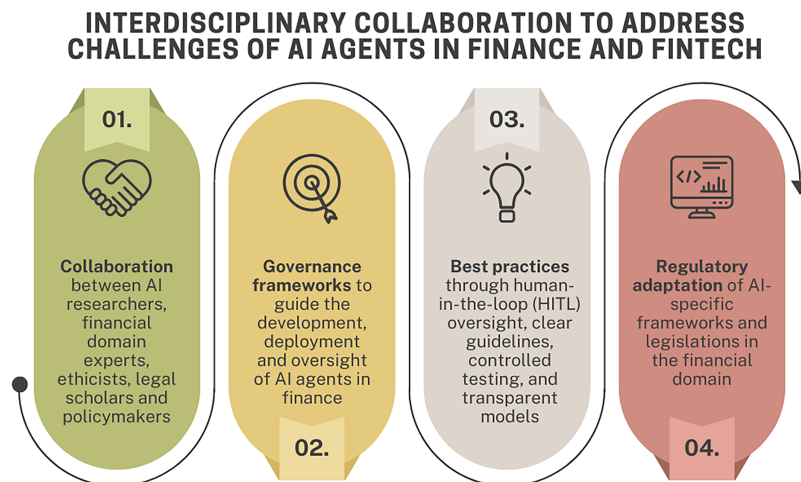 INTERDISCIPLINARY COLLABORATION TO ADDRESS
CHALLENGES OF AI AGENTS IN FINANCE AND FINTECH
01.
Collaboration
between AI
researchers,
financial
domain
experts,
ethicists, legal
scholars and
policymakers
Governance
frameworks to
guide the
development,
deployment
and oversight
of AI agents in
finance
02.
03.
Best practices
through human-
in-the-loop (HITL)
oversight, clear
guidelines,
controlled
testing, and
transparent
models
</>
Regulatory
adaptation of AI-
specific
frameworks and
legislations in
the financial
domain
04.